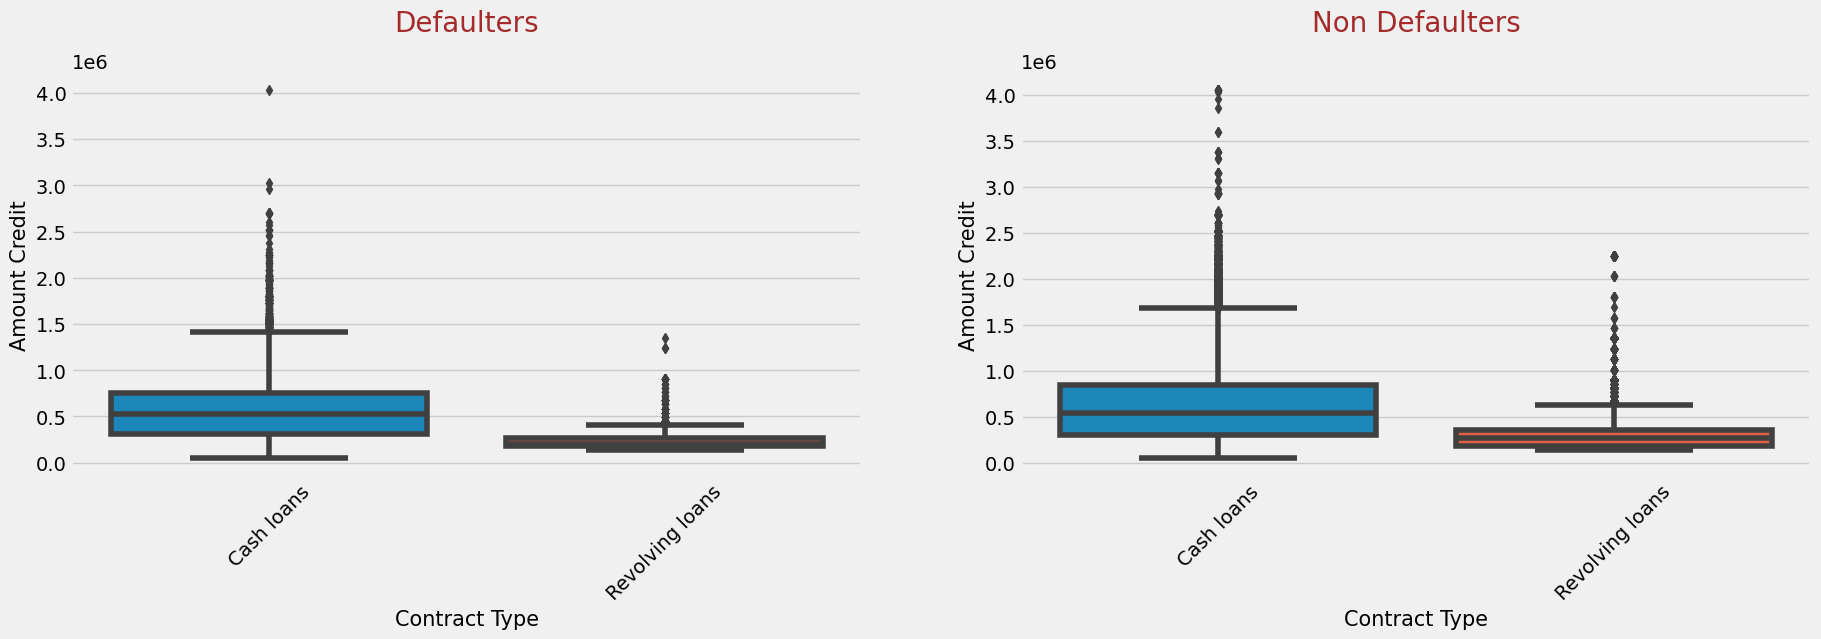 Defaulters
1e6
4.0
3.5
3.0
2.5
2.0
1.5
1.0
0.5
0.0
Amount Credit
Cash loans
Revolving loans
Contract Type
Non Defaulters
1e6
4.0
3.5
3.0
2.5
2.0
1.5
1.0
0.5
0.0
Amount Credit
Cash loans
Revolving loans
Contract Type